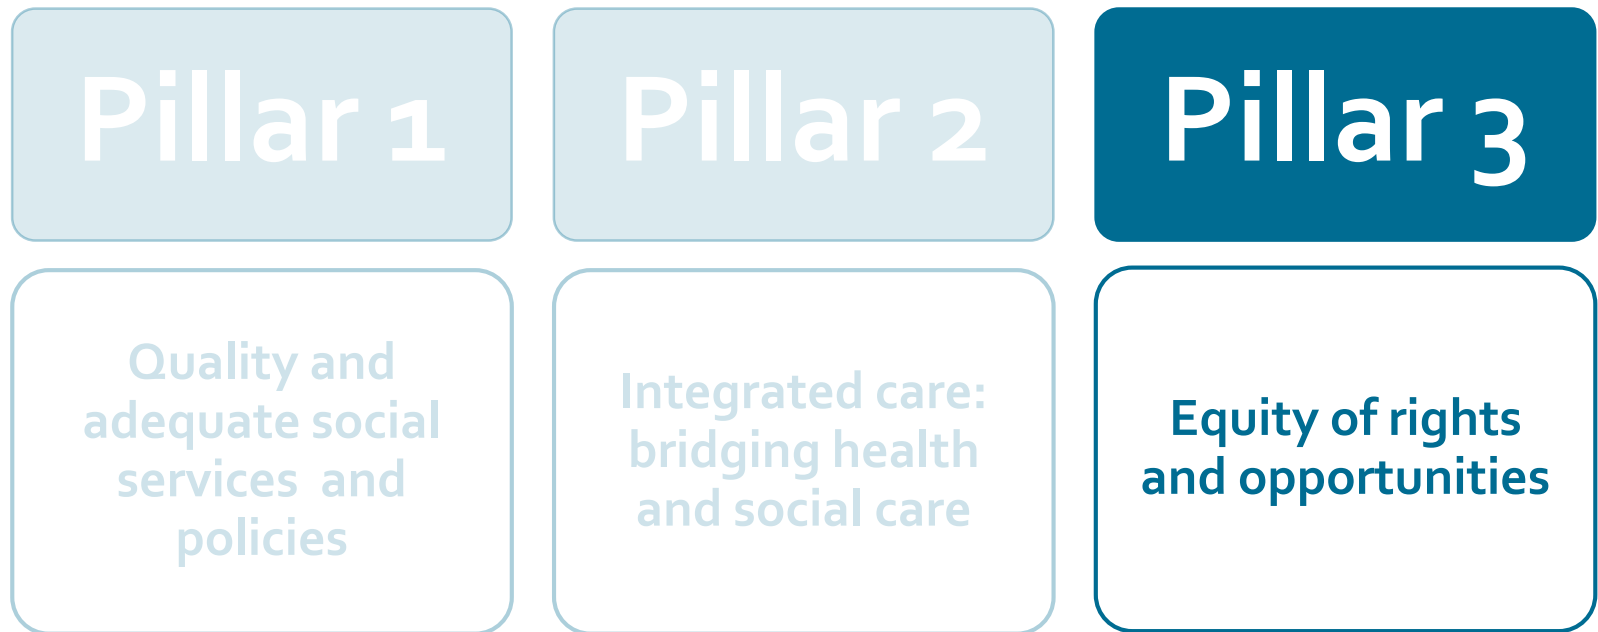 Pillar 1
Pillar 2
Pillar 3
Quality and
adequate social
services and
policies
Integrated care:
bridging health
and social care
Equity of rights
and opportunities